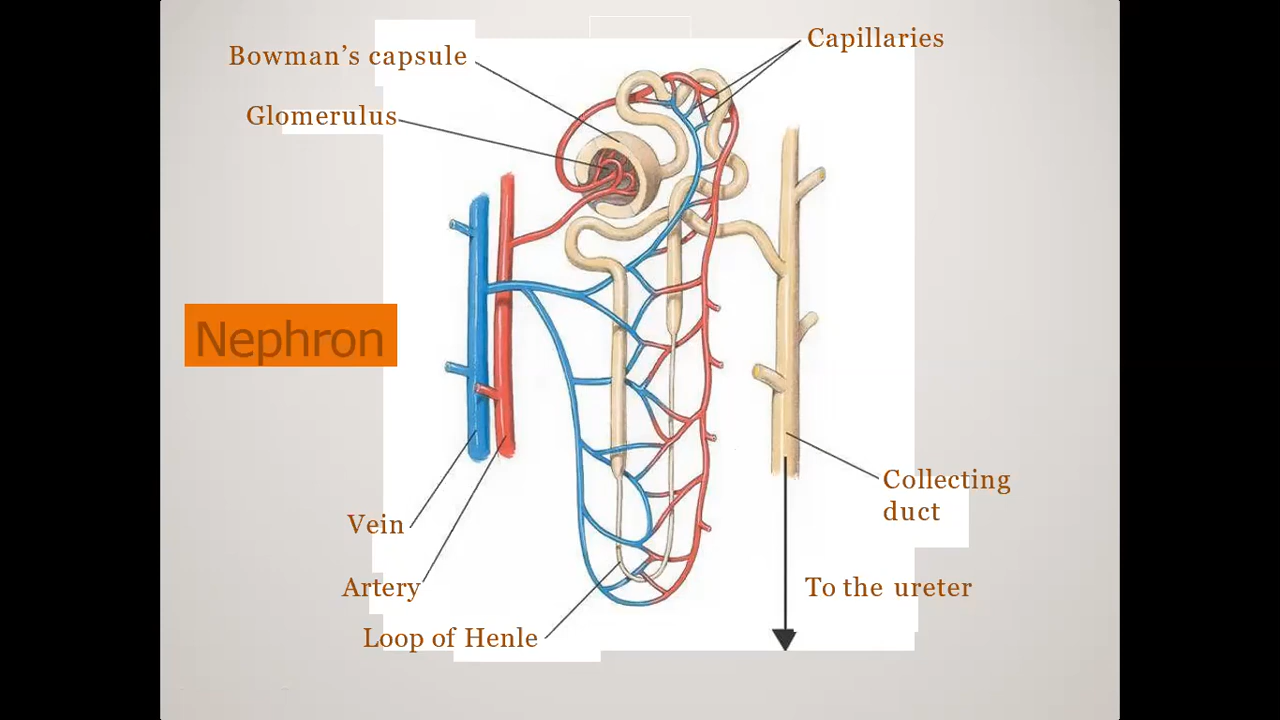 Capillaries
Bowman's capsule
Glomerulus
Nephron
Collecting
duct
Vein
Artery
To the ureter
Loop of Henle